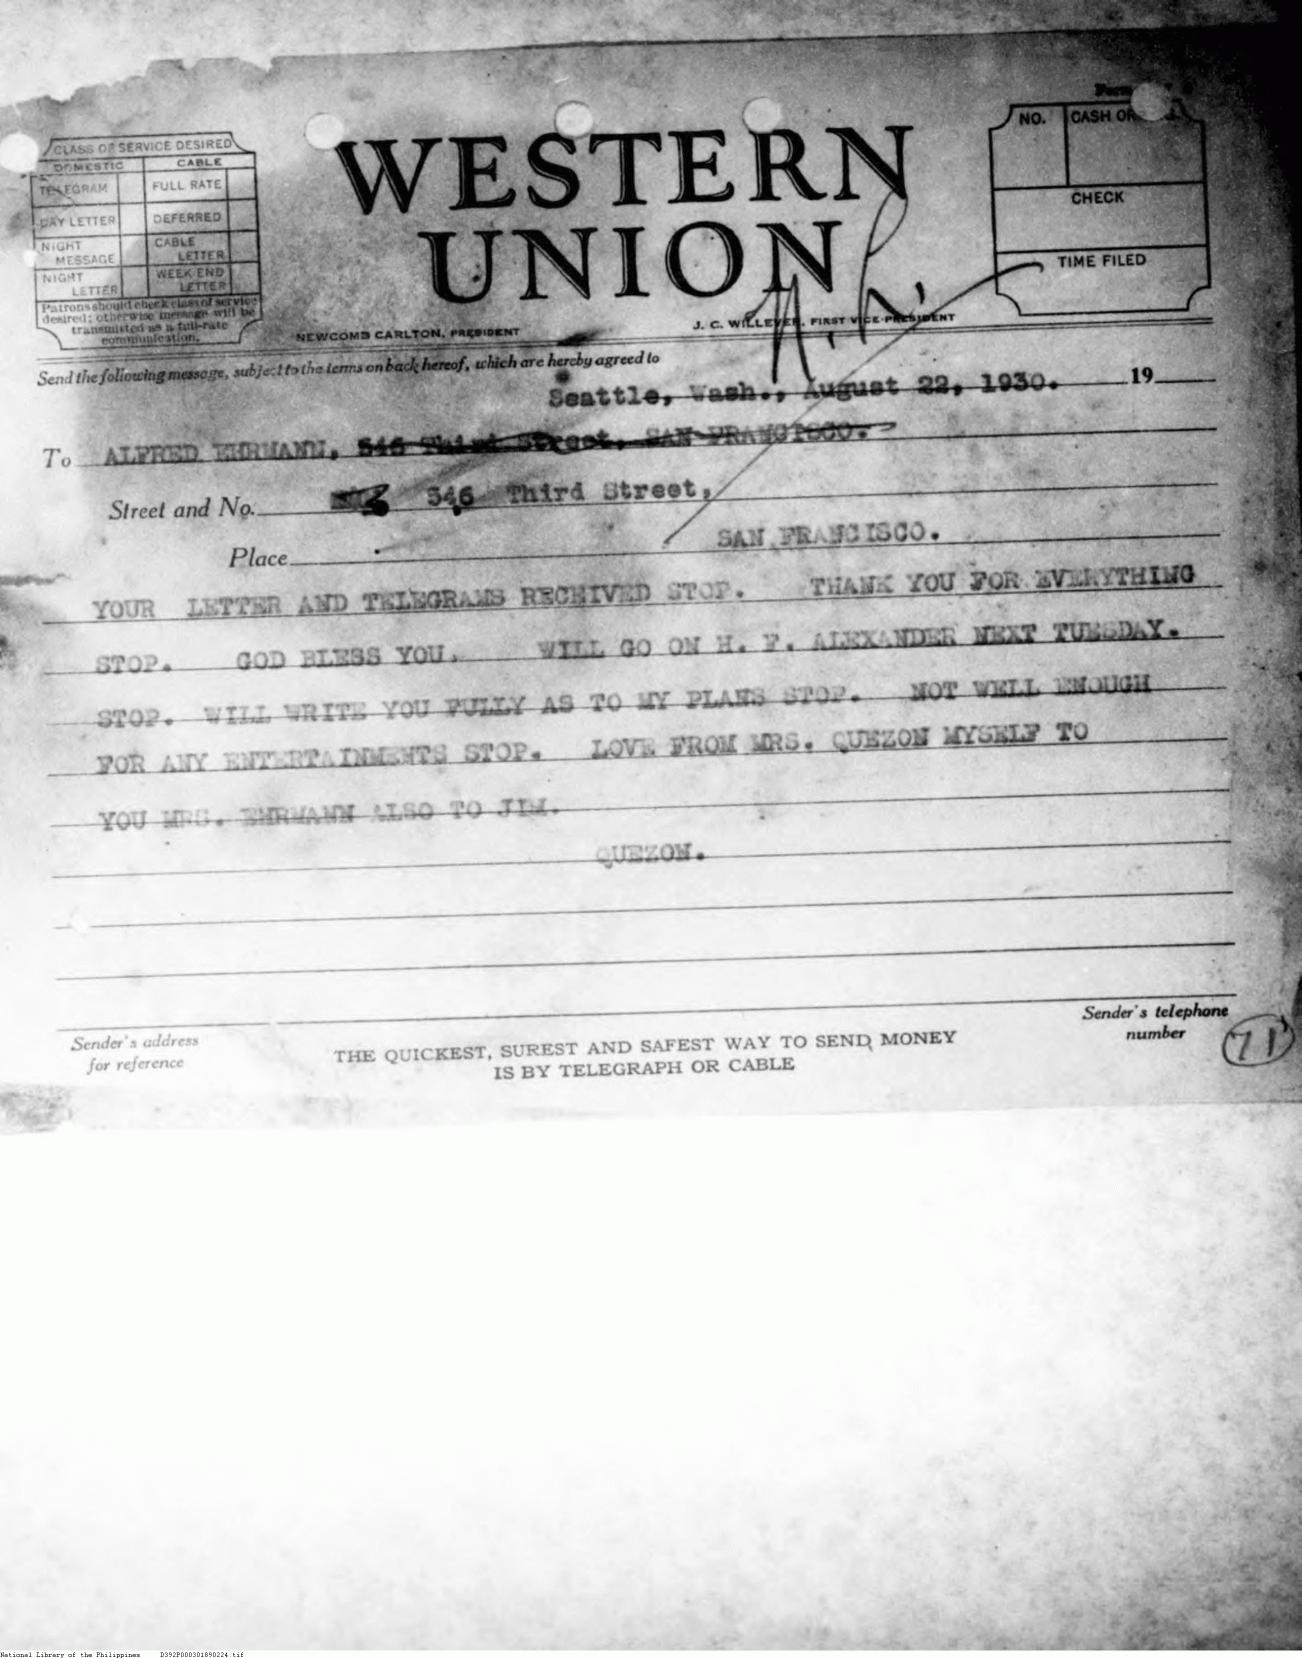 CLASS OF SERVICE DESIRED
DOMESTIC CABLE
TELEGRAM FULL RATE
DAY LETTER DEFERRED
NIGHT MESSAGE CABLE LETTER
NIGHT LETTER WEEK END LETTER
Patrons should check class of service
desired; otherwise message will be
transmitted as a full-rate
communication.
WESTERN
UNION
NEWCOMB CARLTON, PRESIDENT
J. C. WILLEVER, FIRST VICE-PRESIDENT
Form
NO. CASH OR
CHECK
TIME FILED
Send the following message, subject to the terms on back hereof, which are hereby agreed to
Seattle, Wash., August 22, 1930. 19
To ALFRED EHRMANN, 546 Third Street, SAN FRANCISCO.
Street and No. 546 Third Street,
Place SAN FRANCISCO.
YOUR LETTER AND TELEGRAMS RECEIVED STOP. THANK YOU FOR EVERYTHING
STOP. GOD BLESS YOU. WILL GO ON H. F. ALEXANDER NEXT TUESDAY.
STOP. WILL WRITE YOU FULLY AS TO MY PLANS STOP. NOT WELL ENOUGH
FOR ANY ENTERTAINMENTS STOP. LOVE FROM MRS. QUEZON MYSELF TO
YOU MRS. EHRMANN ALSO TO JIM.
QUEZON.
Sender's address
for reference
THE QUICKEST, SUREST AND SAFEST WAY TO SEND MONEY
IS BY TELEGRAPH OR CABLE
Sender's telephone
number
71
National Library of the Philippines D392P000301890224.tif